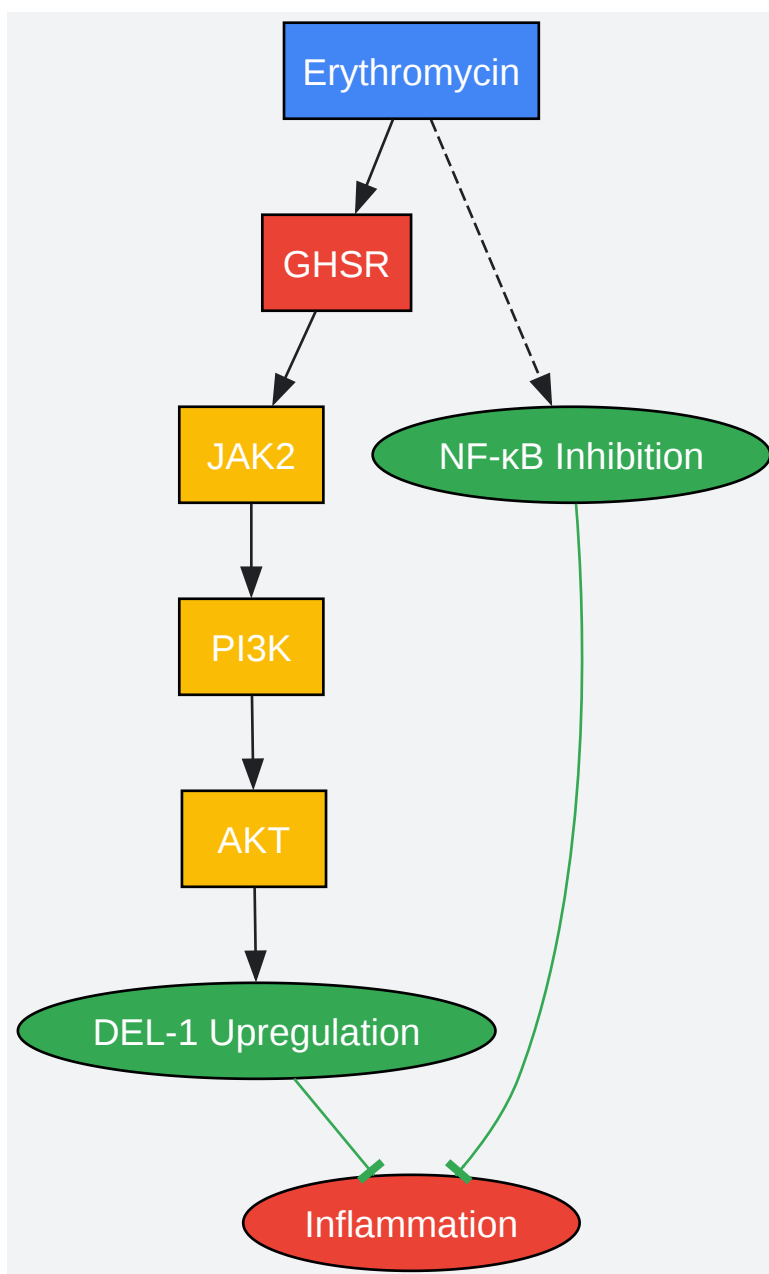 Erythromycin
GHSR
JAK2
NF-κB Inhibition
PI3K
AKT
DEL-1 Upregulation
Inflammation